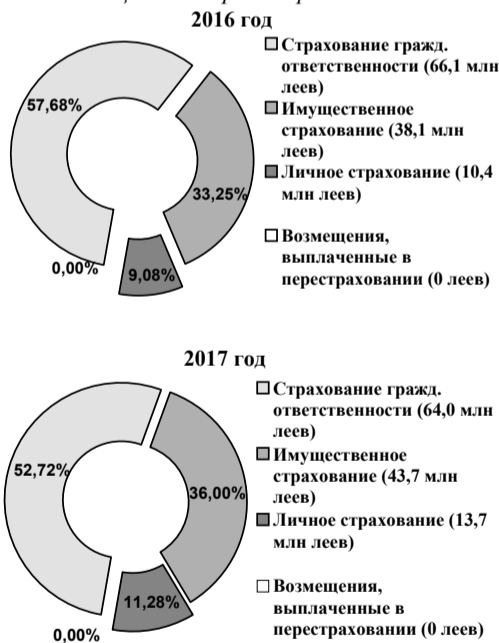 2016 год
57,68%
33,25%
9,08%
0,00%
Страхование гражд.
ответственности (66,1 млн
леев)
Имущественное
страхование (38,1 млн
леев)
Личное страхование (10,4
млн леев)
Возмещения,
выплаченные в
перестраховании (0 леев)
2017 год
52,72%
36,00%
11,28%
0,00%
Страхование гражд.
ответственности (64,0 млн
леев)
Имущественное
страхование (43,7 млн
леев)
Личное страхование (13,7
млн леев)
Возмещения,
выплаченные в
перестраховании (0 леев)